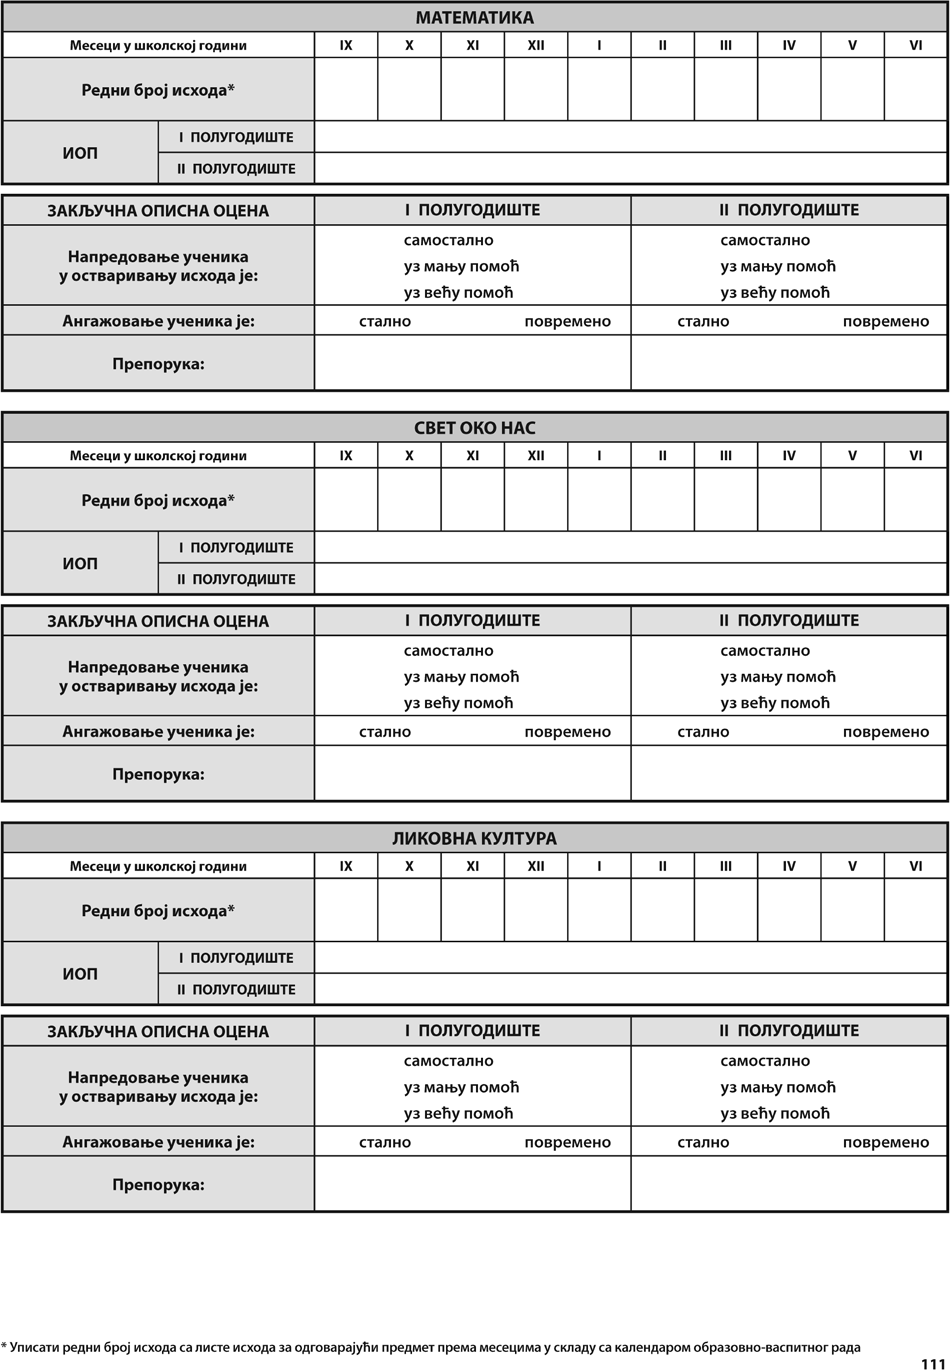 МАТЕМАТИКА
Месеци у школској години IX X XI XII I II III IV V VI
Редни број исхода*
ИОП
I ПОЛУГОДИШТЕ
II ПОЛУГОДИШТЕ
ЗАКЉУЧНА ОПИСНА ОЦЕНА I ПОЛУГОДИШТЕ II ПОЛУГОДИШТЕ
Напредовање ученика
у остваривању исхода је:
самостално самостално
уз мању помоћ уз мању помоћ
уз већу помоћ уз већу помоћ
Ангажовање ученика је: стално повремено стално повремено
Препорука:
СВЕТ ОКО НАС
Месеци у школској години IX X XI XII I II III IV V VI
Редни број исхода*
ИОП
I ПОЛУГОДИШТЕ
II ПОЛУГОДИШТЕ
ЗАКЉУЧНА ОПИСНА ОЦЕНА I ПОЛУГОДИШТЕ II ПОЛУГОДИШТЕ
Напредовање ученика
у остваривању исхода је:
самостално самостално
уз мању помоћ уз мању помоћ
уз већу помоћ уз већу помоћ
Ангажовање ученика је: стално повремено стално повремено
Препорука:
ЛИКОВНА КУЛТУРА
Месеци у школској години IX X XI XII I II III IV V VI
Редни број исхода*
ИОП
I ПОЛУГОДИШТЕ
II ПОЛУГОДИШТЕ
ЗАКЉУЧНА ОПИСНА ОЦЕНА I ПОЛУГОДИШТЕ II ПОЛУГОДИШТЕ
Напредовање ученика
у остваривању исхода је:
самостално самостално
уз мању помоћ уз мању помоћ
уз већу помоћ уз већу помоћ
Ангажовање ученика је: стално повремено стално повремено
Препорука:
* Уписати редни број исхода са листе исхода за одговарајући предмет према месецима у складу са календаром образовно-васпитног рада
111